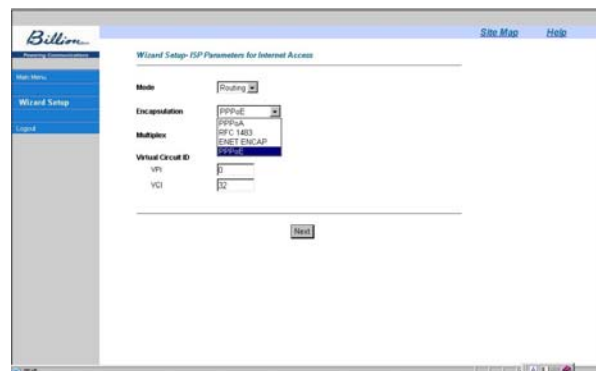 Billion
Powering Communications
Site Map Help
Wizard Setup- ISP Parameters for Internet Access
Main Menu
Wizard Setup
Logout
Mode Routing
Encapsulation PPPoE
PPPoA
RFC 1483
ENET ENCAP
PPPoE
Multiplex
Virtual Circuit ID
VPI 0
VCI 32
Next